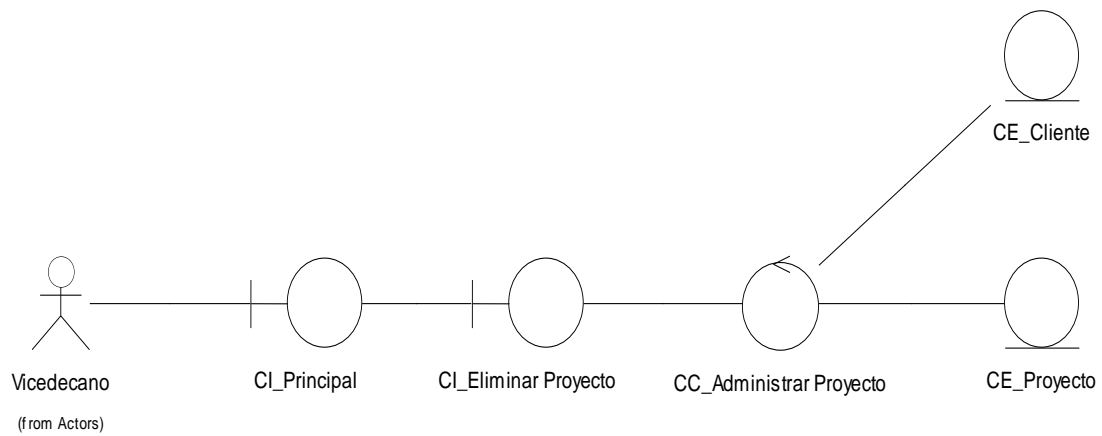 CE_Cliente
Vicedecano
(from Actors)
CI_Principal
CI_Eliminar Proyecto
CC_Administrar Proyecto
CE_Proyecto